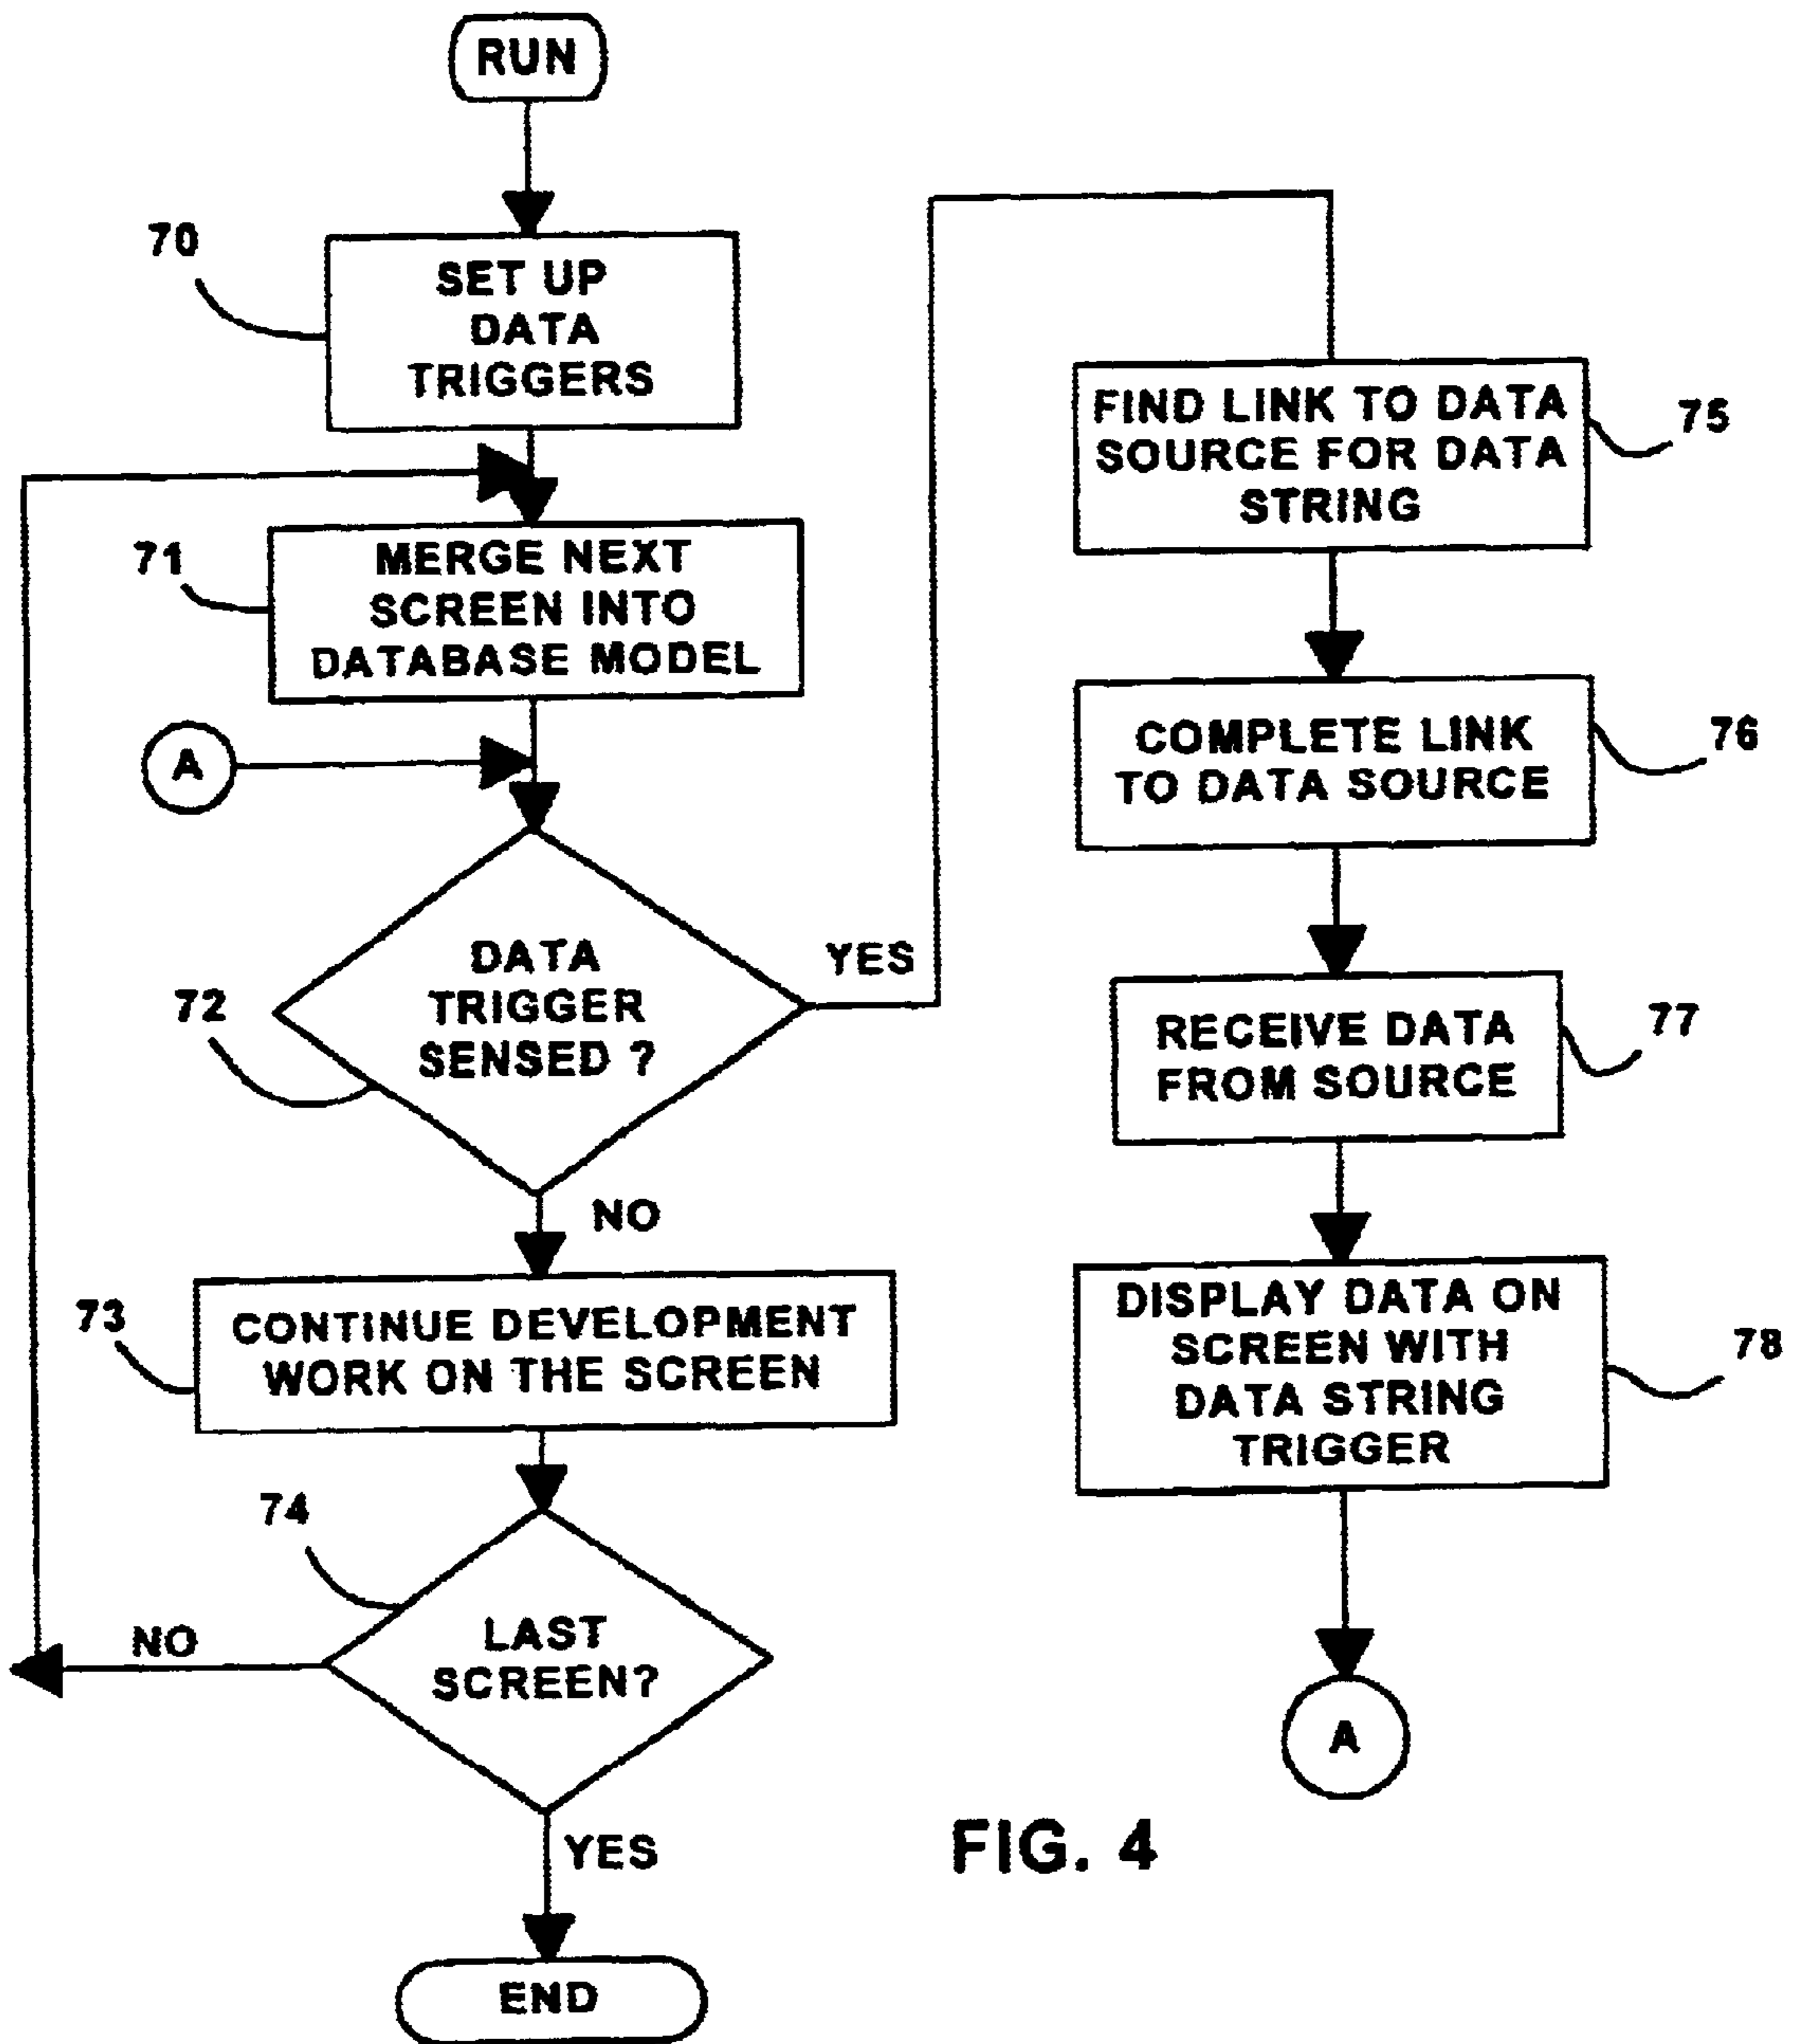 RUN
70
SET UP
DATA
TRIGGERS
71
MERGE NEXT
SCREEN INTO
DATABASE MODEL
A
72
DATA
TRIGGER
SENSED ?
YES
NO
73
CONTINUE DEVELOPMENT
WORK ON THE SCREEN
74
LAST
SCREEN?
NO
YES
END
FIND LINK TO DATA
SOURCE FOR DATA
STRING
75
COMPLETE LINK
TO DATA SOURCE
76
RECEIVE DATA
FROM SOURCE
77
DISPLAY DATA ON
SCREEN WITH
DATA STRING
TRIGGER
78
A
FIG. 4